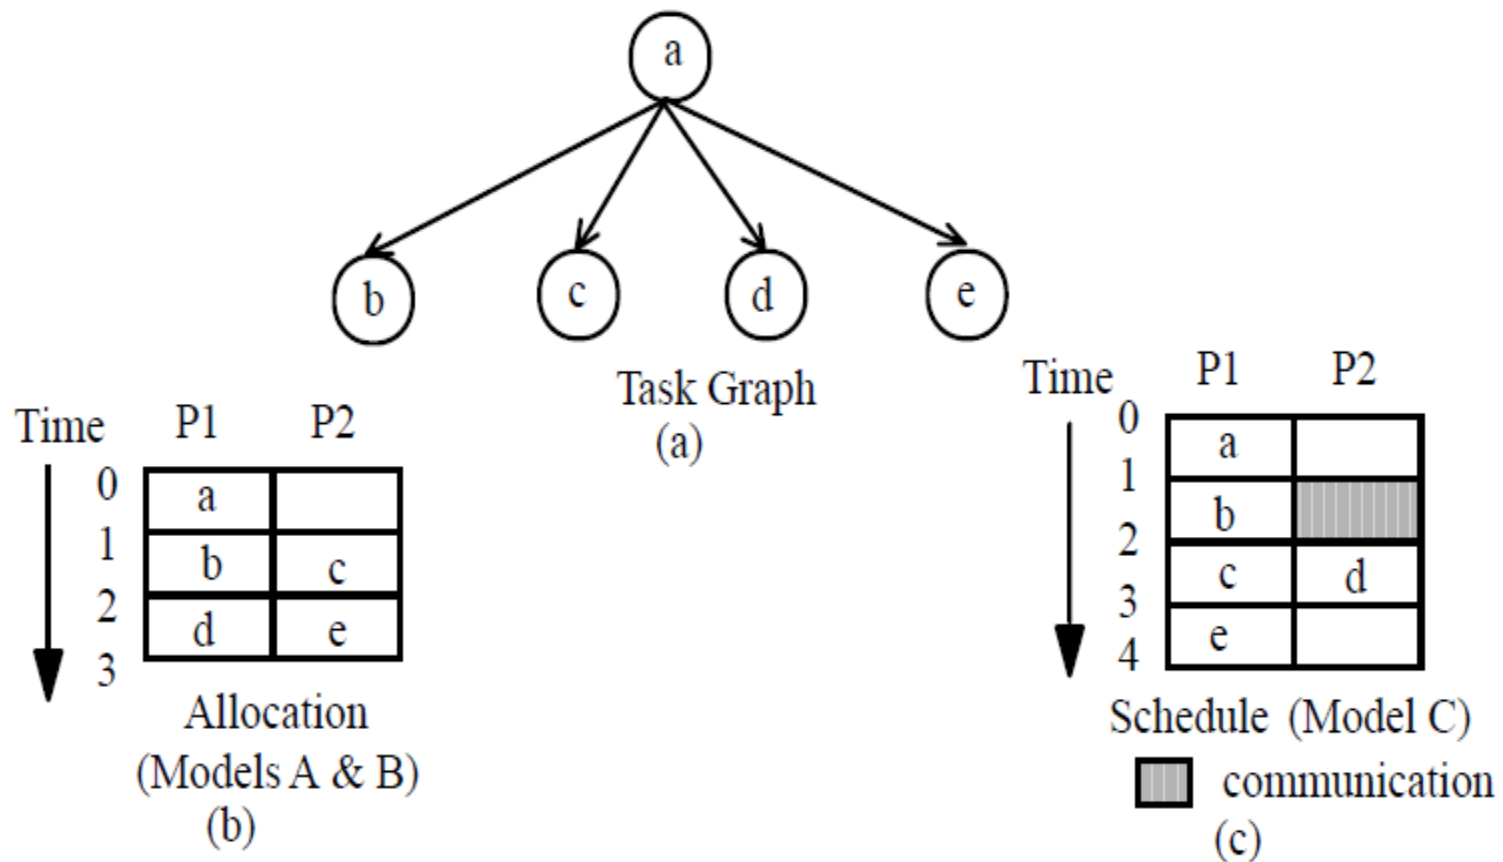 a
b c d e
Task Graph
(a)
Time P1 P2
0 a
1 b c
2 d e
3
Allocation
(Models A & B)
(b)
Time P1 P2
0 a
1 b
2 c d
3 e
4
Schedule (Model C)
communication
(c)